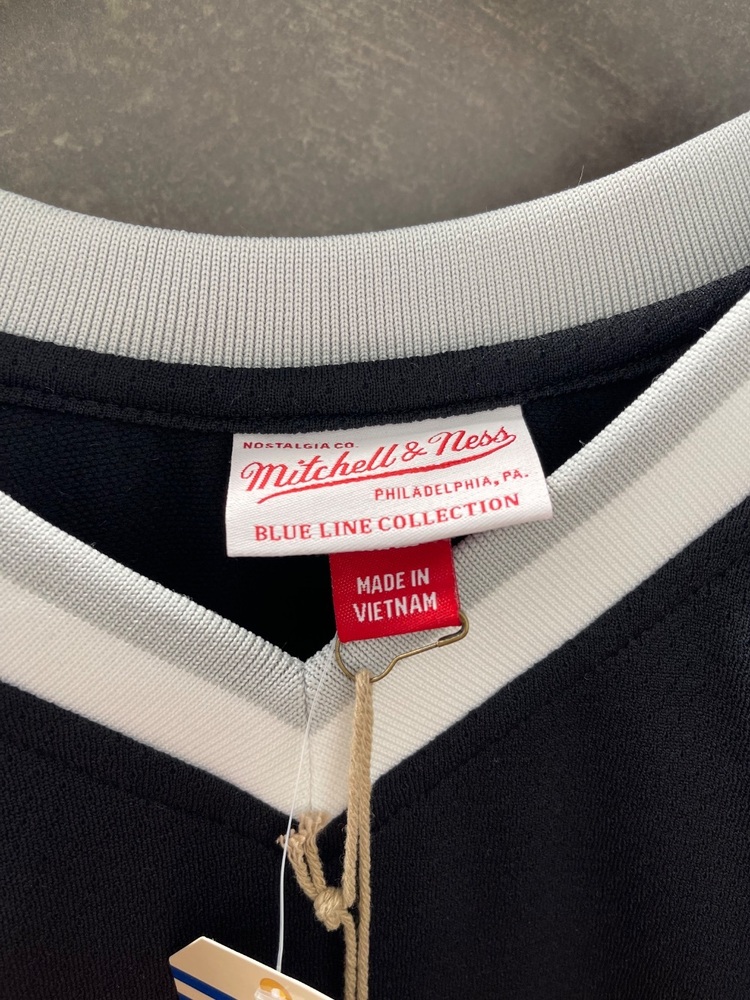 NOSTALGIA CO.
Mitchell & Ness
PHILADELPHIA, PA.
BLUE LINE COLLECTION
MADE IN
VIETNAM